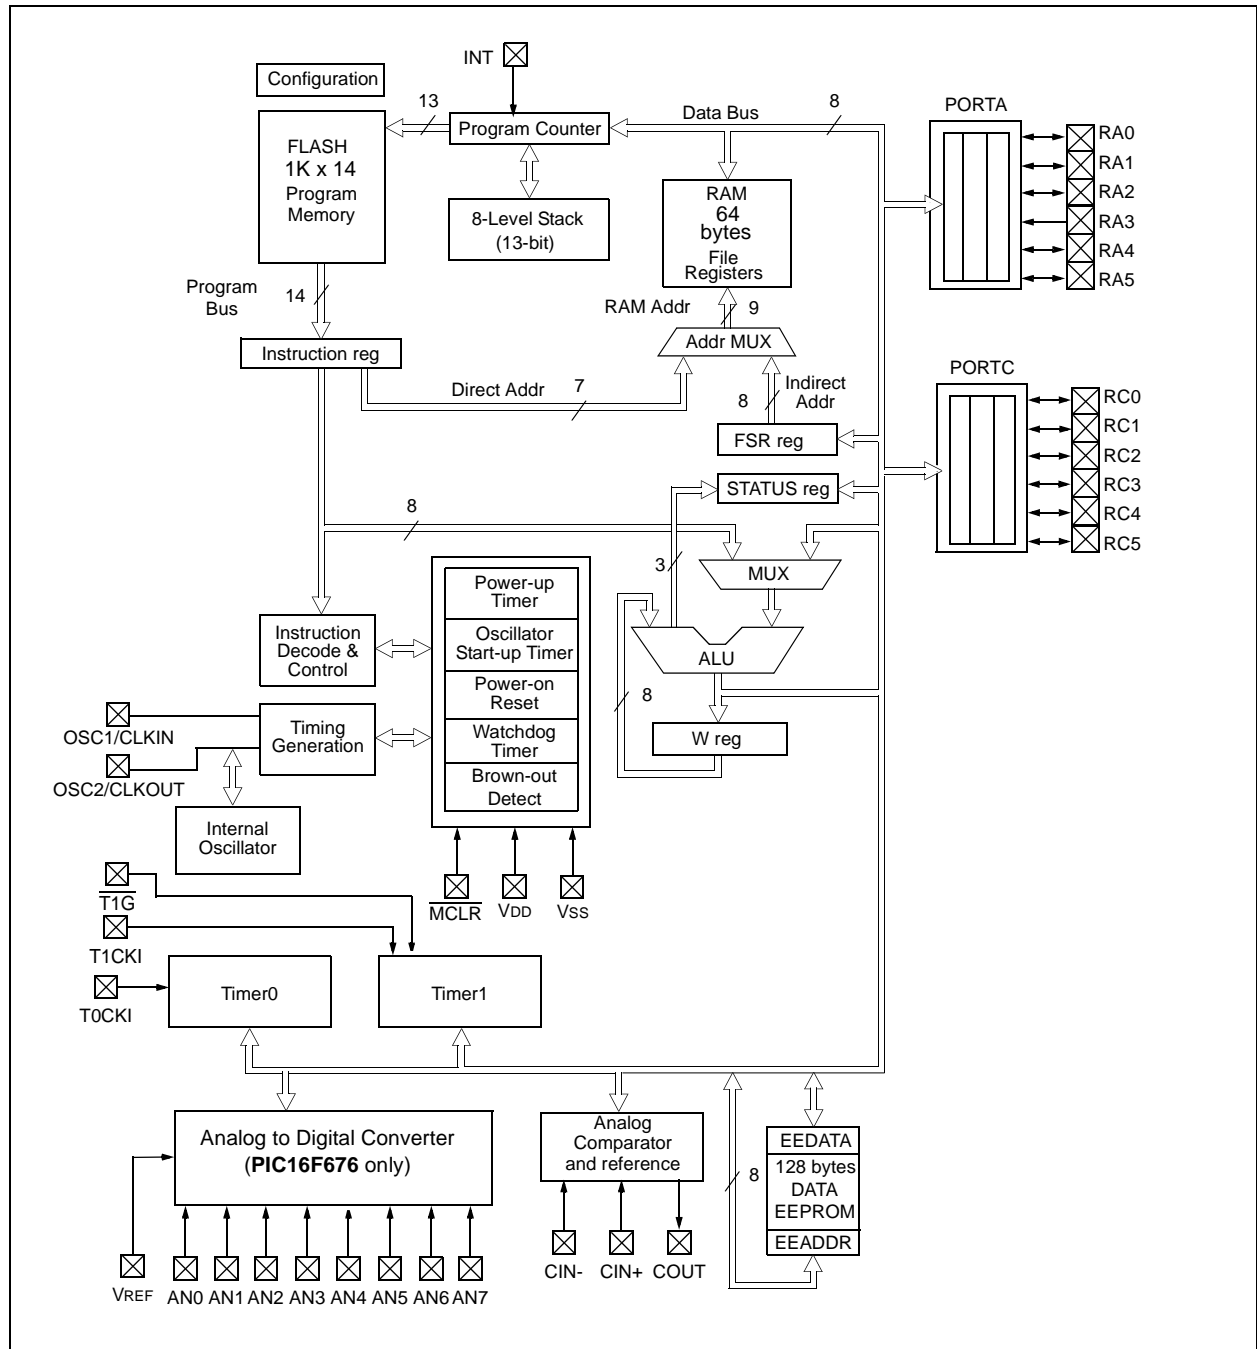 INT
Configuration
13
Data Bus
8
PORTA
Program Counter
FLASH
1K x 14
Program
Memory
8-Level Stack
(13-bit)
RAM
64
bytes
File
Registers
RA0
RA1
RA2
RA3
RA4
RA5
Program
Bus
14
RAM Addr
9
Addr MUX
Instruction reg
Direct Addr
7
8
Indirect
Addr
FSR reg
PORTC
RC0
RC1
RC2
RC3
RC4
RC5
STATUS reg
8
3
MUX
Power-up
Timer
Oscillator
Start-up Timer
Power-on
Reset
Watchdog
Timer
Brown-out
Detect
Instruction
Decode &
Control
ALU
8
W reg
OSC1/CLKIN
Timing
Generation
OSC2/CLKOUT
Internal
Oscillator
T1G
MCLR
VDD
VSS
T1CKI
T0CKI
Timer0
Timer1
Analog to Digital Converter
(PIC16F676 only)
Analog
Comparator
and reference
8
EEDATA
128 bytes
DATA
EEPROM
EEADDR
VREF
AN0
AN1
AN2
AN3
AN4
AN5
AN6
AN7
CIN-
CIN+
COUT